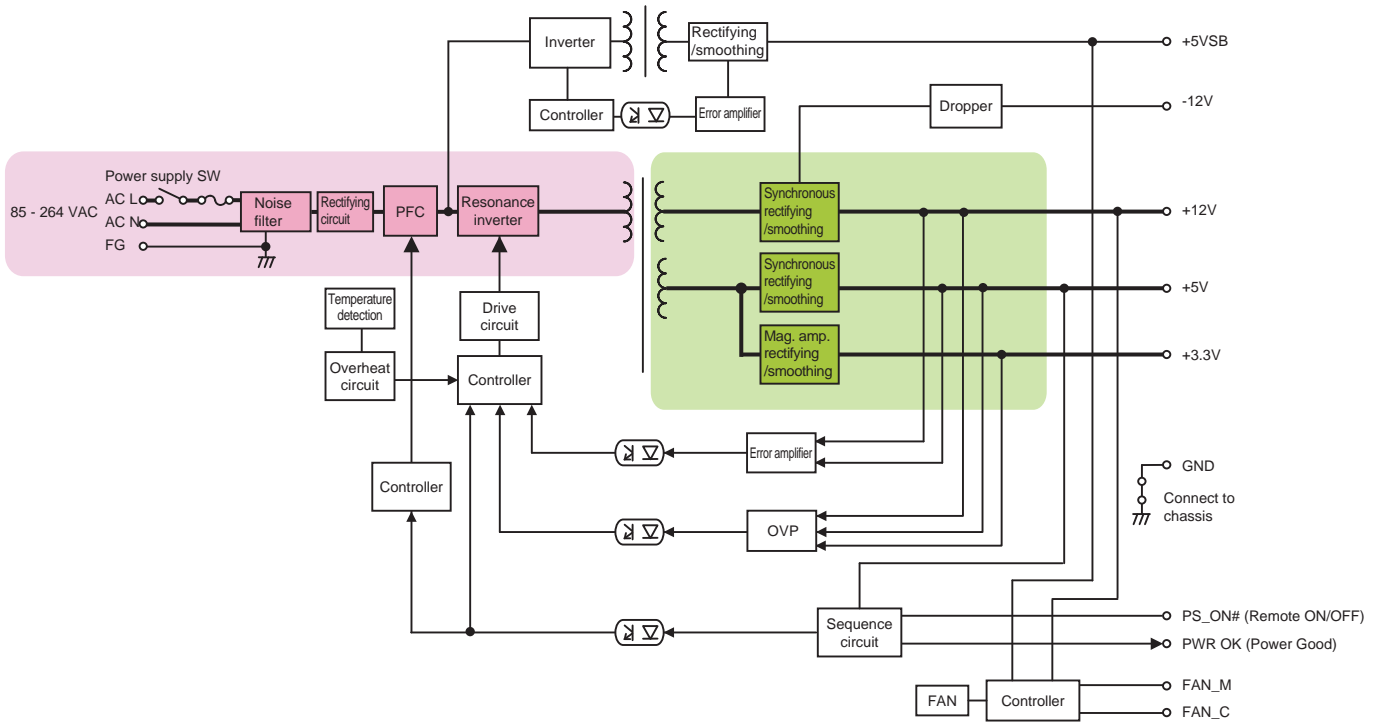 Inverter
Rectifying
/smoothing
+5VSB
Controller
Error amplifier
Dropper
-12V
Power supply SW
85 - 264 VAC
AC L
AC N
FG
Noise
filter
Rectifying
circuit
PFC
Resonance
inverter
Synchronous
rectifying
/smoothing
+12V
Synchronous
rectifying
/smoothing
+5V
Mag. amp.
rectifying
/smoothing
+3.3V
Temperature
detection
Drive
circuit
Overheat
circuit
Controller
Error amplifier
Controller
GND
Connect to
chassis
OVP
Sequence
circuit
PS_ON# (Remote ON/OFF)
PWR OK (Power Good)
FAN
Controller
FAN_M
FAN_C